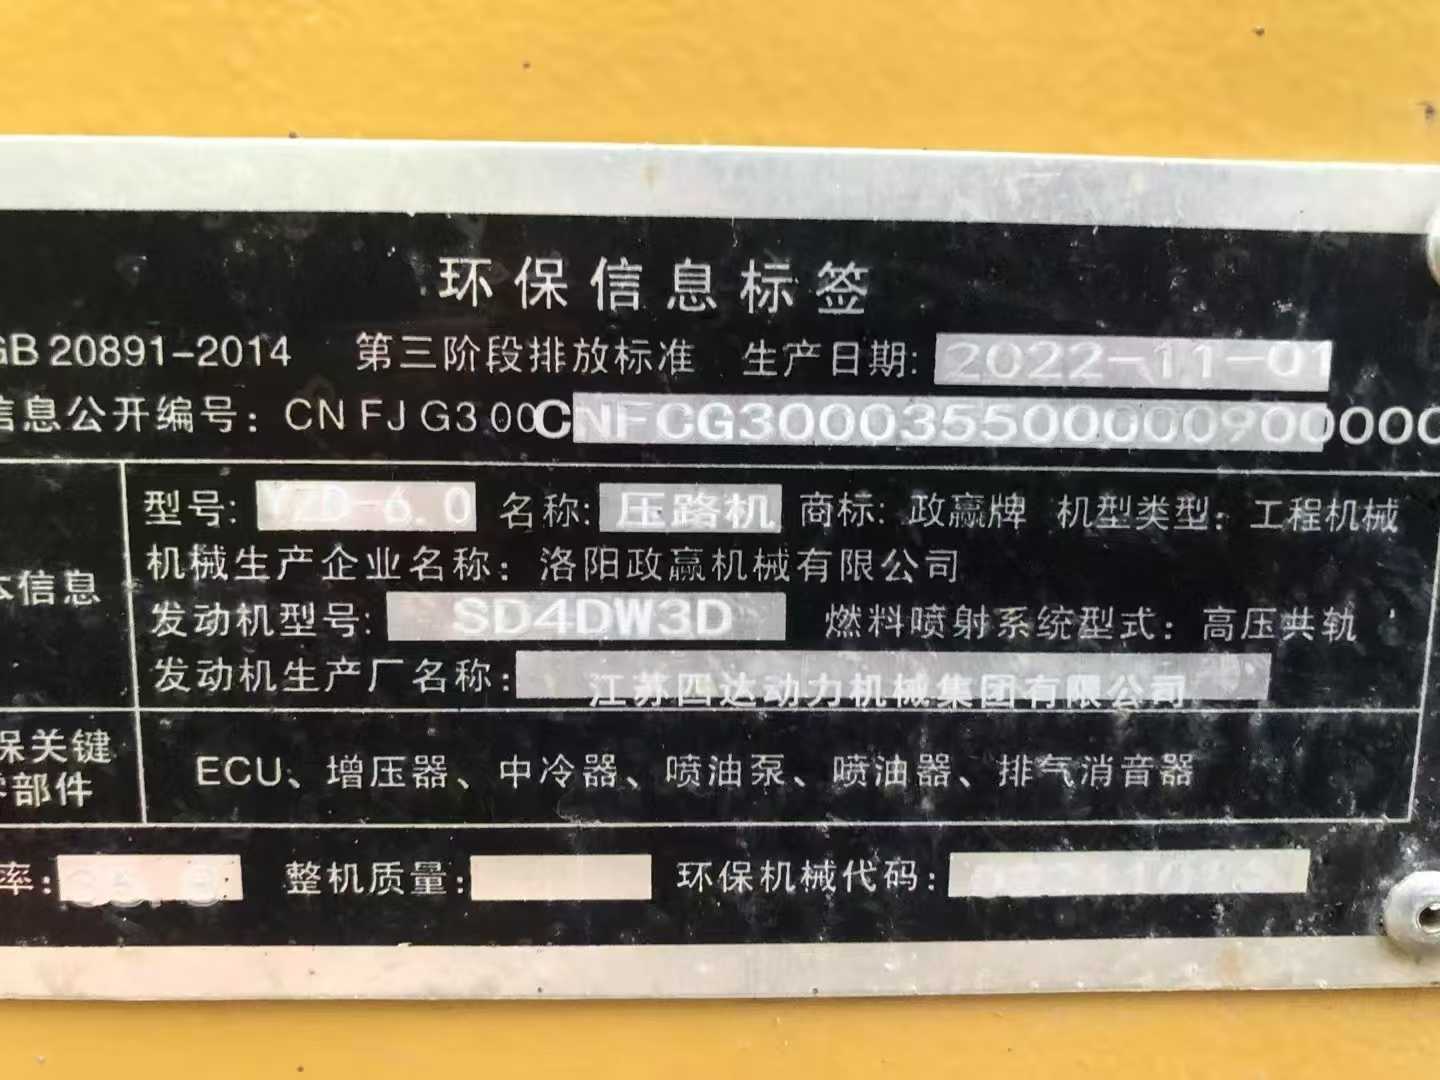 环保信息标签
GB 20891-2014 第三阶段排放标准 生产日期: 2022-11-01
信息公开编号: CN FJ G3 00CNFCG3000355000000900000
型号: YZD-6.0 名称: 压路机 商标: 政赢牌 机型类型: 工程机械
机械生产企业名称: 洛阳政赢机械有限公司
本信息
发动机型号: SD4DW3D 燃料喷射系统型式: 高压共轨
发动机生产厂名称: 江苏四达动力机械集团有限公司
保关键
零部件
ECU、增压器、中冷器、喷油泵、喷油器、排气消音器
率: 整机质量: 环保机械代码: